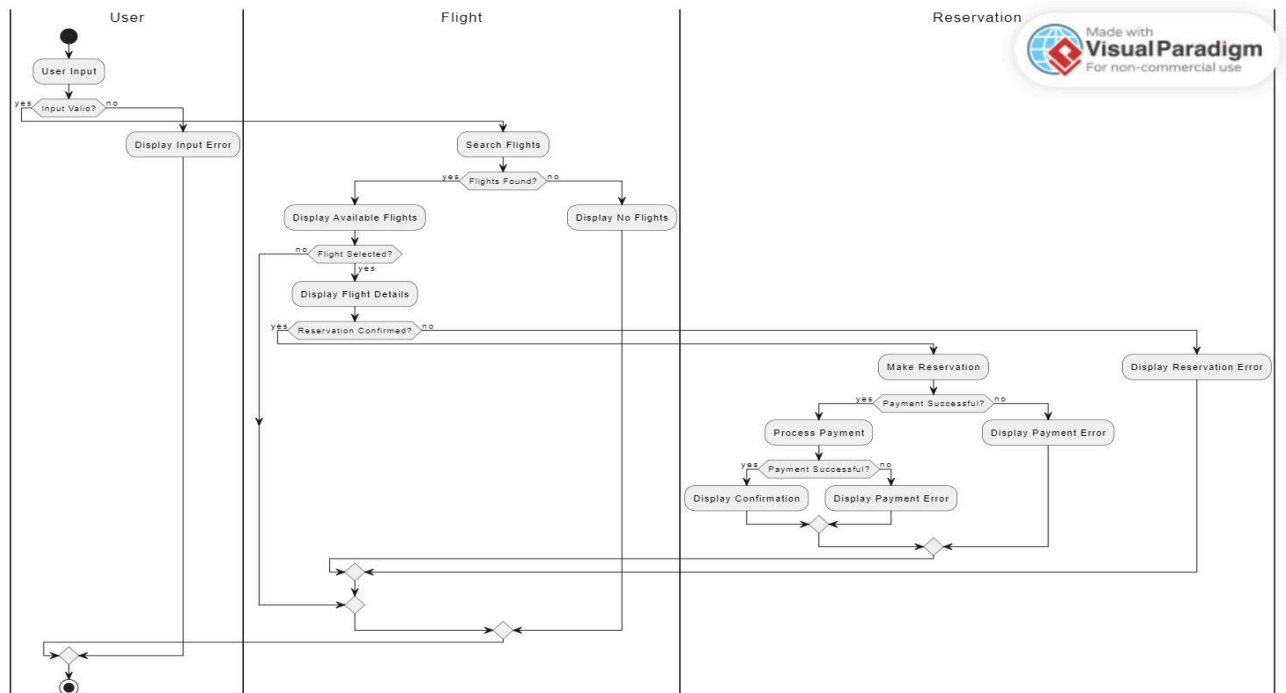 User
Flight
Reservation
Made with
Visual Paradigm
For non-commercial use
User Input
yes
Input Valid?
no
Display Input Error
Search Flights
yes
Flights Found?
no
Display Available Flights
Display No Flights
no
Flight Selected?
yes
Display Flight Details
yes
Reservation Confirmed?
no
Make Reservation
Display Reservation Error
yes
Payment Successful?
no
Process Payment
Display Payment Error
yes
Payment Successful?
no
Display Confirmation
Display Payment Error